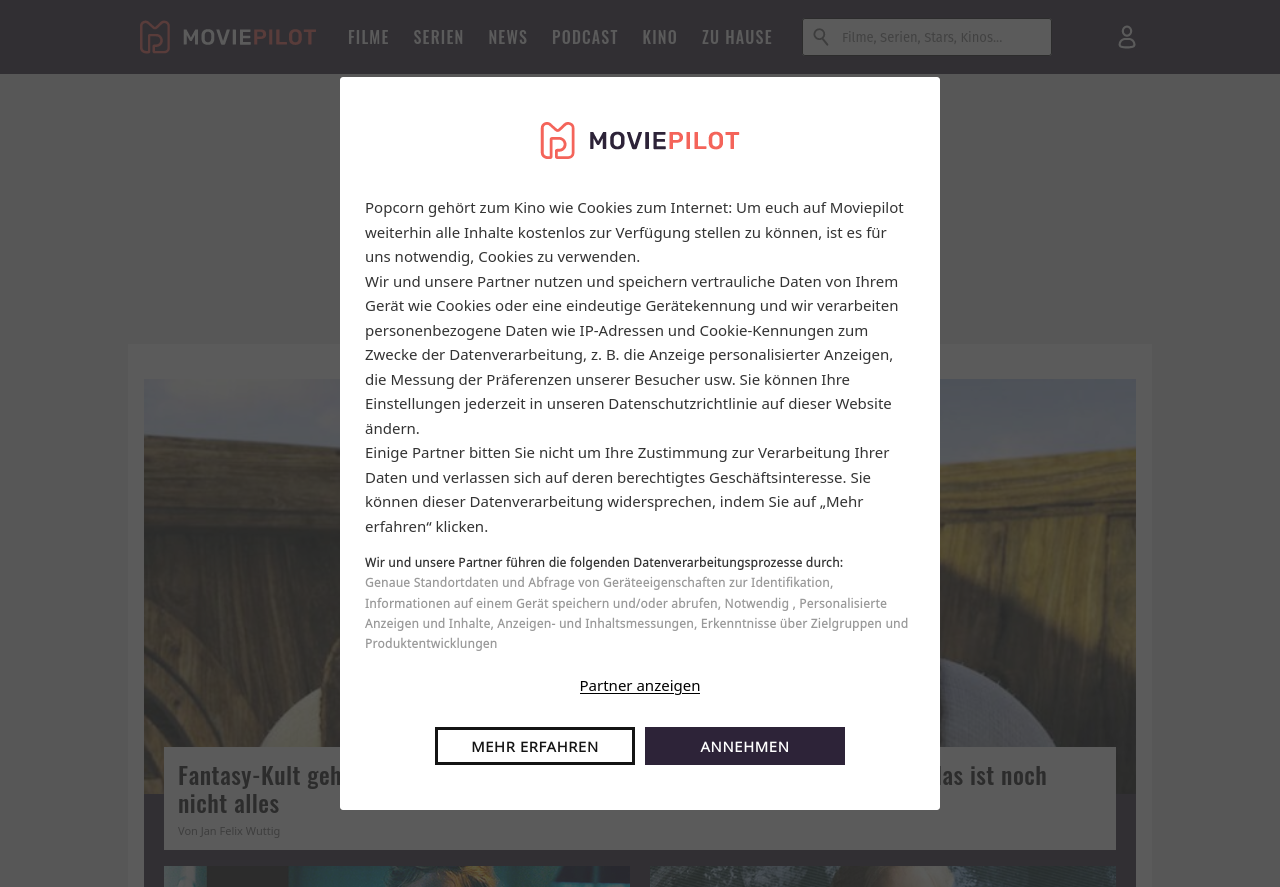 MOVIEPILOT FILME SERIEN NEWS PODCAST KINO ZU HAUSE Filme, Serien, Stars, Kinos...
MOVIEPILOT
Popcorn gehört zum Kino wie Cookies zum Internet: Um euch auf Moviepilot
weiterhin alle Inhalte kostenlos zur Verfügung stellen zu können, ist es für
uns notwendig, Cookies zu verwenden.
Wir und unsere Partner nutzen und speichern vertrauliche Daten von Ihrem
Gerät wie Cookies oder eine eindeutige Gerätekennung und wir verarbeiten
personenbezogene Daten wie IP-Adressen und Cookie-Kennungen zum
Zwecke der Datenverarbeitung, z. B. die Anzeige personalisierter Anzeigen,
die Messung der Präferenzen unserer Besucher usw. Sie können Ihre
Einstellungen jederzeit in unseren Datenschutzrichtlinie auf dieser Website
ändern.
Einige Partner bitten Sie nicht um Ihre Zustimmung zur Verarbeitung Ihrer
Daten und verlassen sich auf deren berechtigtes Geschäftsinteresse. Sie
können dieser Datenverarbeitung widersprechen, indem Sie auf „Mehr
erfahren“ klicken.
Wir und unsere Partner führen die folgenden Datenverarbeitungsprozesse durch:
Genaue Standortdaten und Abfrage von Geräteeigenschaften zur Identifikation,
Informationen auf einem Gerät speichern und/oder abrufen, Notwendig , Personalisierte
Anzeigen und Inhalte, Anzeigen- und Inhaltsmessungen, Erkenntnisse über Zielgruppen und
Produktentwicklungen
Partner anzeigen
MEHR ERFAHREN ANNEHMEN
Fantasy-Kult ist noch
nicht alles
Von Jan Felix Wuttig